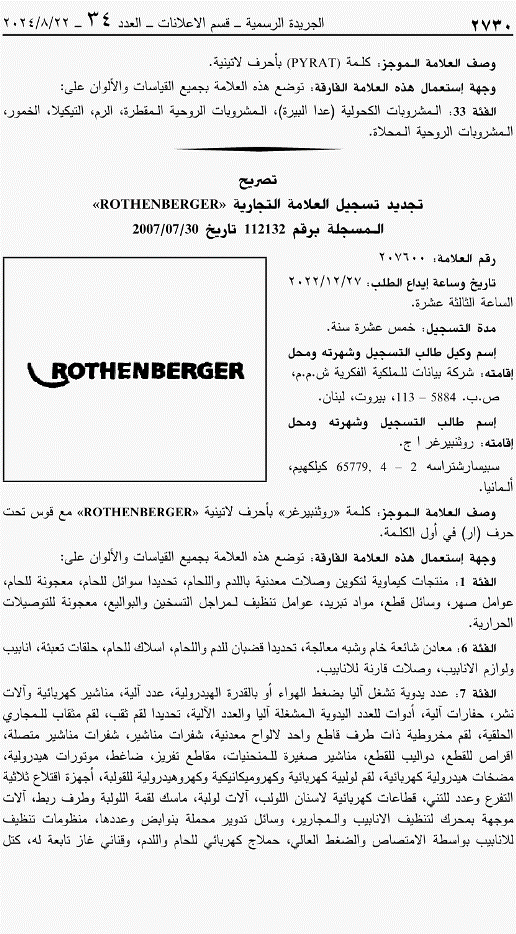 ٢٧٣٠ الجريدة الرسمية ــ قسم الاعلانات ــ العدد ٣٤ ــ ٢٠٢٤/٨/٢٢
وصف العلامة الموجز: كلمة (PYRAT) بأحرف لاتينية.
وجهة إستعمال هذه العلامة الفارقة: توضع هذه العلامة بجميع القياسات والألوان على:
الفئة 33: المشروبات الكحولية (عدا البيرة)، المشروبات الروحية المقطرة، الرم، التيكيلا، الخمور،
المشروبات الروحية المحلاة.
تصريح
تجديد تسجيل العلامة التجارية «ROTHENBERGER»
المسجلة برقم 112132 تاريخ 2007/07/30
رقم العلامة: ٢٠٧٦٠٠
تاريخ وساعة إيداع الطلب: ٢٠٢٢/١٢/٢٧
الساعة الثالثة عشرة.
مدة التسجيل: خمس عشرة سنة.
إسم وكيل طالب التسجيل وشهرته ومحل
إقامته: شركة بيانات للملكية الفكرية ش.م.م،
ص.ب. 5884 – 113، بيروت، لبنان.
إسم طالب التسجيل وشهرته ومحل
إقامته: روثنبيرغر ا ج.
سبيسارشتراسه 2 – 4 ,65779 كيلكهيم،
ألمانيا.
ROTHENBERGER
وصف العلامة الموجز: كلمة «روثنبيرغر» بأحرف لاتينية «ROTHENBERGER» مع قوس تحت
حرف (ار) في أول الكلمة.
وجهة إستعمال هذه العلامة الفارقة: توضع هذه العلامة بجميع القياسات والألوان على:
الفئة 1: منتجات كيماوية لتكوين وصلات معدنية باللدم واللحام، تحديدا سوائل للحام، معجونة للحام،
عوامل صهر، وسائل قطع، مواد تبريد، عوامل تنظيف لمراجل التسخين والبواليع، معجونة للتوصيلات
الحرارية.
الفئة 6: معادن شائعة خام وشبه معالجة، تحديدا قضبان للدم واللحام، اسلاك للحام، حلقات تعبئة، انابيب
ولوازم الانابيب، وصلات قارنة للانابيب.
الفئة 7: عدد يدوية تشغل آليا بضغط الهواء أو بالقدرة الهيدرولية، عدد آلية، مناشير كهربائية وآلات
نشر، حفارات آلية، أدوات للعدد اليدوية المشغلة آليا والعدد الآلية، تحديدا لقم ثقب، لقم مثقاب للمجاري
الحلقية، لقم مخروطية ذات طرف قاطع واحد لالواح معدنية، شفرات مناشير، شفرات مناشير متصلة،
اقراص للقطع، دواليب للقطع، مناشير صغيرة للمنحنيات، مقاطع تفريز، ضاغط، موتورات هيدرولية،
مضخات هيدرولية كهربائية، لقم لولبية كهربائية وكهروميكانيكية وكهروهيدرولية للقولبة، أجهزة اقتلاع ثلاثية
التفرع وعدد للثني، قطاعات كهربائية لاسنان اللولب، آلات لولبة، ماسك لقمة اللولبة وطرف ربط، آلات
موجهة بمحرك لتنظيف الانابيب والمجارير، وسائل تدوير محملة بنوابض وعددها، منظومات تنظيف
للانابيب بواسطة الامتصاص والضغط العالي، حملاج كهربائي للحام واللدم، وقناني غاز تابعة له، كتل